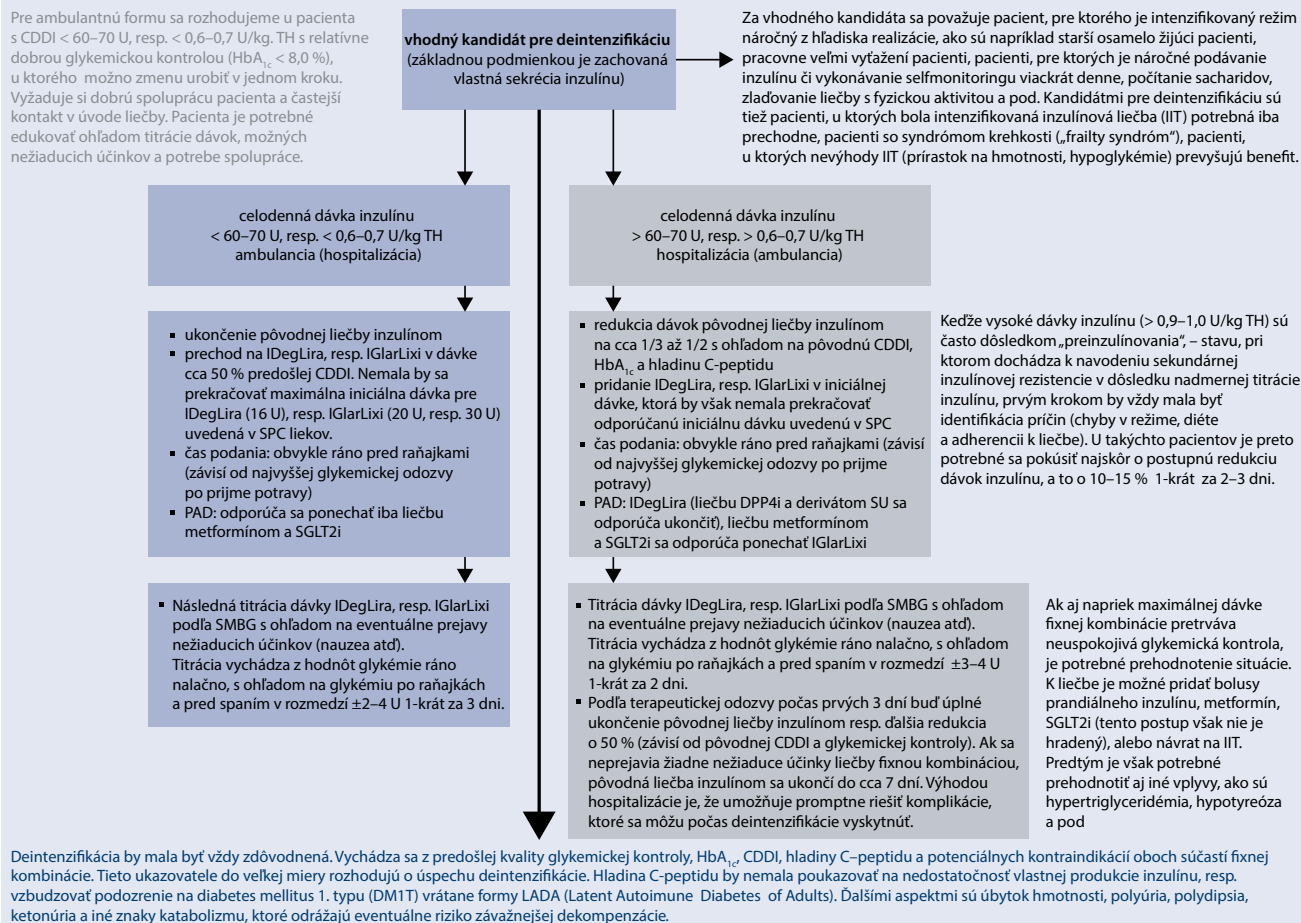 Pre ambulantnú formu sa rozhodujeme u pacienta
s CDDI < 60–70 U, resp. < 0,6–0,7 U/kg. TH s relatívne
dobrou glykemickou kontrolou (HbA1c < 8,0 %),
u ktorého možno zmenu urobiť v jednom kroku.
Vyžaduje si dobrú spoluprácu pacienta a častejší
kontakt v úvode liečby. Pacienta je potrebné
edukovať ohľadom titrácie dávok, možných
nežiaducich účinkov a potrebe spolupráce.
vhodný kandidát pre deintenzifikáciu
(základnou podmienkou je zachovaná
vlastná sekrécia inzulínu)
Za vhodného kandidáta sa považuje pacient, pre ktorého je intenzifikovaný režim
náročný z hľadiska realizácie, ako sú napríklad starší osamelo žijúci pacienti,
pracovne veľmi vyťažení pacienti, pacienti, pre ktorých je náročné podávanie
inzulínu či vykonávanie selfmonitoringu viackrát denne, počítanie sacharidov,
zlaďovanie liečby s fyzickou aktivitou a pod. Kandidátmi pre deintenzifikáciu sú
tiež pacienti, u ktorých bola intenzifikovaná inzulínová liečba (IIT) potrebná iba
prechodne, pacienti so syndrómom krehkosti („frailty syndróm“), pacienti,
u ktorých nevýhody IIT (prírastok na hmotnosti, hypoglykémie) prevyšujú benefit.
celodenná dávka inzulínu
< 60–70 U, resp. < 0,6–0,7 U/kg TH
ambulancia (hospitalizácia)
celodenná dávka inzulínu
> 60–70 U, resp. > 0,6–0,7 U/kg TH
hospitalizácia (ambulancia)
▪ ukončenie pôvodnej liečby inzulínom
▪ prechod na IDegLira, resp. IGlarLixi v dávke
cca 50 % predošlej CDDI. Nemala by sa
prekračovať maximálna iniciálna dávka pre
IDegLira (16 U), resp. IGlarLixi (20 U, resp. 30 U)
uvedená v SPC liekov.
▪ čas podania: obvykle ráno pred raňajkami
(závisí od najvyššej glykemickej odozvy
po prijme potravy)
▪ PAD: odporúča sa ponechať iba liečbu
metformínom a SGLT2i
▪ redukcia dávok pôvodnej liečby inzulínom
na cca 1/3 až 1/2 s ohľadom na pôvodnú CDDI,
HbA1c a hladinu C-peptidu
▪ pridanie IDegLira, resp. IGlarLixi v iniciálnej
dávke, ktorá by však nemala prekračovať
odporúčanú iniciálnu dávku uvedenú v SPC
▪ čas podania: obvykle ráno pred raňajkami (závisí
od najvyššej glykemickej odozvy po prijme
potravy)
▪ PAD: IDegLira (liečbu DPP4i a derivátom SU sa
odporúča ukončiť), liečbu metformínom
a SGLT2i sa odporúča ponechať IGlarLixi
Keďže vysoké dávky inzulínu (> 0,9–1,0 U/kg TH) sú
často dôsledkom „preinzulínovania“, – stavu, pri
ktorom dochádza k navodeniu sekundárnej
inzulínovej rezistencie v dôsledku nadmernej titrácie
inzulínu, prvým krokom by vždy mala byť
identifikácia príčin (chyby v režime, diéte
a adherencii k liečbe). U takýchto pacientov je preto
potrebné sa pokúsiť najskôr o postupnú redukciu
dávok inzulínu, a to o 10–15 % 1-krát za 2–3 dni.
▪ Následná titrácia dávky IDegLira, resp. IGlarLixi
podľa SMBG s ohľadom na eventuálne prejavy
nežiaducich účinkov (nauzea atď).
Titrácia vychádza z hodnôt glykémie ráno
nalačno, s ohľadom na glykémiu po raňajkách
a pred spaním v rozmedzí ±2–4 U 1-krát za 3 dni.
▪ Titrácia dávky IDegLira, resp. IGlarLixi podľa SMBG s ohľadom
na eventuálne prejavy nežiaducich účinkov (nauzea atď).
Titrácia vychádza z hodnôt glykémie ráno nalačno, s ohľadom
na glykémiu po raňajkách a pred spaním v rozmedzí ±3–4 U
1-krát za 2 dni.
▪ Podľa terapeutickej odozvy počas prvých 3 dní buď úplné
ukončenie pôvodnej liečby inzulínom resp. ďalšia redukcia
o 50 % (závisí od pôvodnej CDDI a glykemickej kontroly). Ak sa
neprejavia žiadne nežiaduce účinky liečby fixnou kombináciou,
pôvodná liečba inzulínom sa ukončí do cca 7 dní. Výhodou
hospitalizácie je, že umožňuje promptne riešiť komplikácie,
ktoré sa môžu počas deintenzifikácie vyskytnúť.
Ak aj napriek maximálnej dávke
fixnej kombinácie pretrváva
neuspokojivá glykemická kontrola,
je potrebné prehodnotenie situácie.
K liečbe je možné pridať bolusy
prandiálneho inzulínu, metformín,
SGLT2i (tento postup však nie je
hradený), alebo návrat na IIT.
Predtým je však potrebné
prehodnotiť aj iné vplyvy, ako sú
hypertriglyceridémia, hypotyreóza
a pod
Deintenzifikácia by mala byť vždy zdôvodnená. Vychádza sa z predošlej kvality glykemickej kontroly, HbA1c, CDDI, hladiny C–peptidu a potenciálnych kontraindikácií oboch súčastí fixnej
kombinácie. Tieto ukazovatele do veľkej miery rozhodujú o úspechu deintenzifikácie. Hladina C-peptidu by nemala poukazovať na nedostatočnosť vlastnej produkcie inzulínu, resp.
vzbudzovať podozrenie na diabetes mellitus 1. typu (DM1T) vrátane formy LADA (Latent Autoimune Diabetes of Adults). Ďalšími aspektmi sú úbytok hmotnosti, polyúria, polydipsia,
ketonúria a iné znaky katabolizmu, ktoré odrážajú eventuálne riziko závažnejšej dekompenzácie.